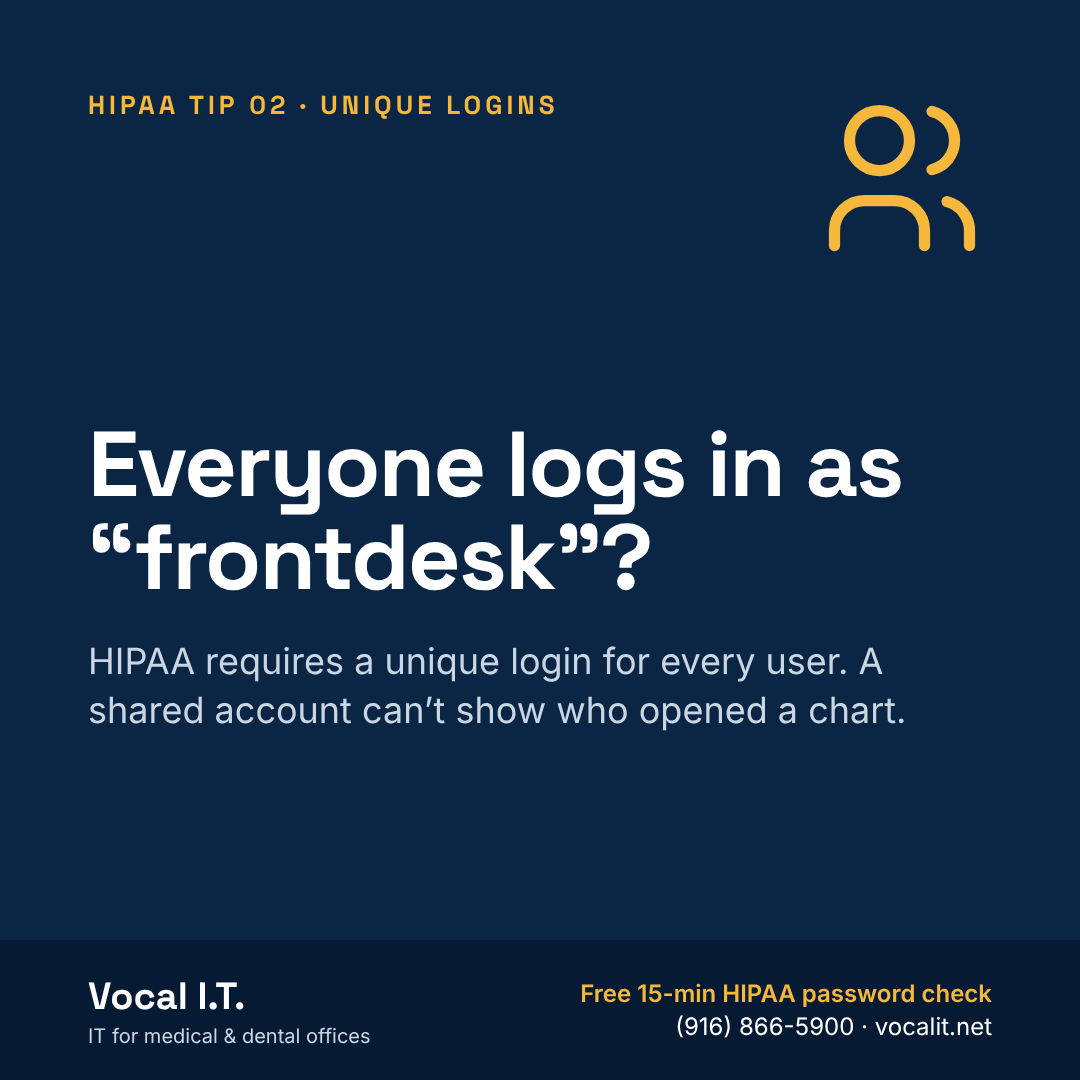 HIPAA TIP 02 · UNIQUE LOGINS
Everyone logs in as
“frontdesk”?
HIPAA requires a unique login for every user. A
shared account can’t show who opened a chart.
Vocal I.T.
IT for medical & dental offices
Free 15-min HIPAA password check
(916) 866-5900 · vocalit.net